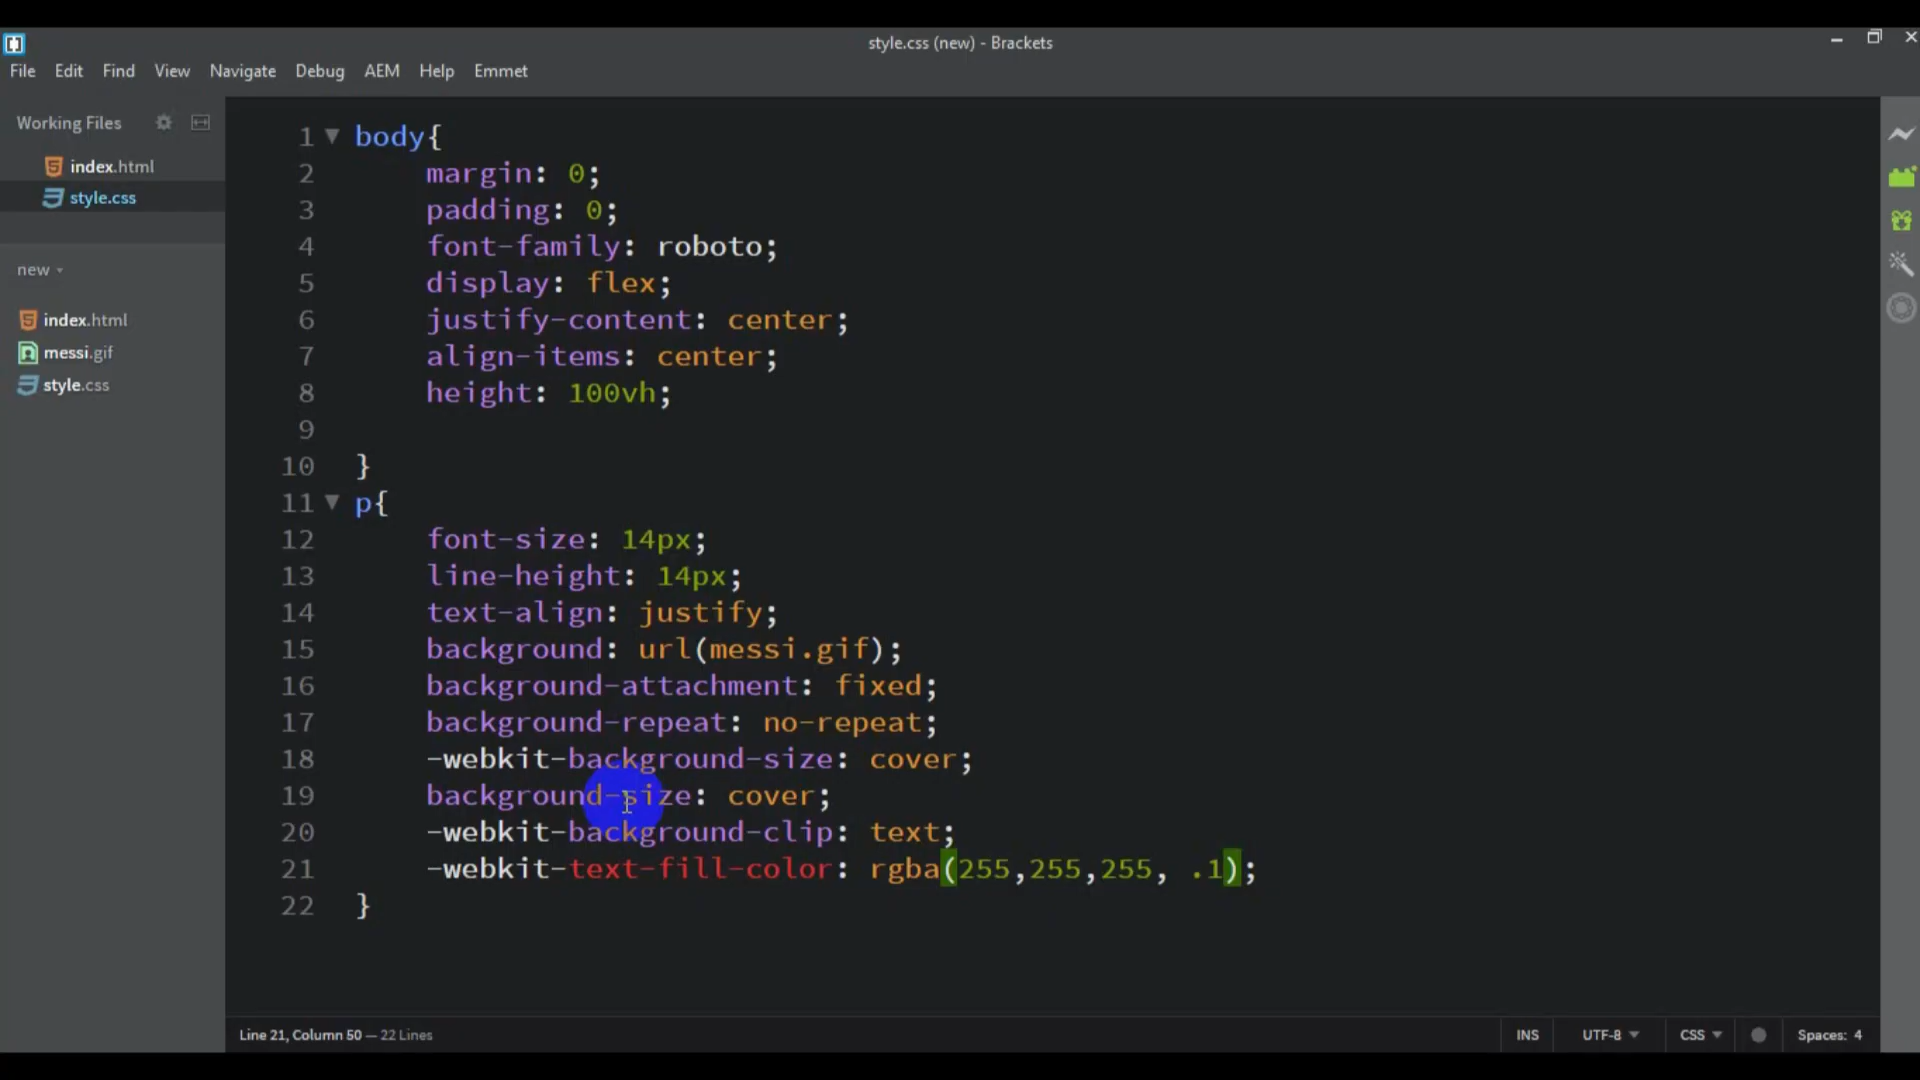 style.css (new) - Brackets
File Edit Find View Navigate Debug AEM Help Emmet
Working Files
index.html
style.css
new
index.html
messi.gif
style.css
1 body{
2 margin: 0;
3 padding: 0;
4 font-family: roboto;
5 display: flex;
6 justify-content: center;
7 align-items: center;
8 height: 100vh;
9
10 }
11 p{
12 font-size: 14px;
13 line-height: 14px;
14 text-align: justify;
15 background: url(messi.gif);
16 background-attachment: fixed;
17 background-repeat: no-repeat;
18 -webkit-background-size: cover;
19 background-size: cover;
20 -webkit-background-clip: text;
21 -webkit-text-fill-color: rgba(255,255,255, .1);
22 }
Line 21, Column 50 — 22 Lines
INS UTF-8 CSS Spaces: 4